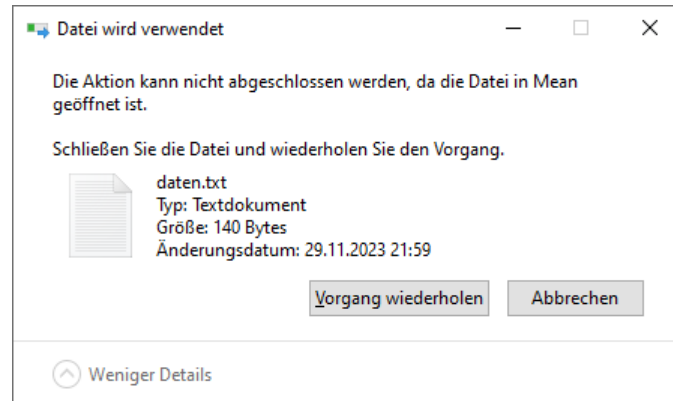 Datei wird verwendet
Die Aktion kann nicht abgeschlossen werden, da die Datei in Mean
geöffnet ist.
Schließen Sie die Datei und wiederholen Sie den Vorgang.
daten.txt
Typ: Textdokument
Größe: 140 Bytes
Änderungsdatum: 29.11.2023 21:59
Vorgang wiederholen
Abbrechen
Weniger Details